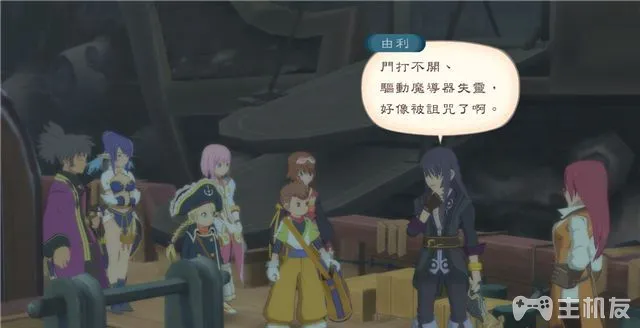 由利
門打不開、
驅動魔導器失靈，
好像被詛咒了啊。
主机友